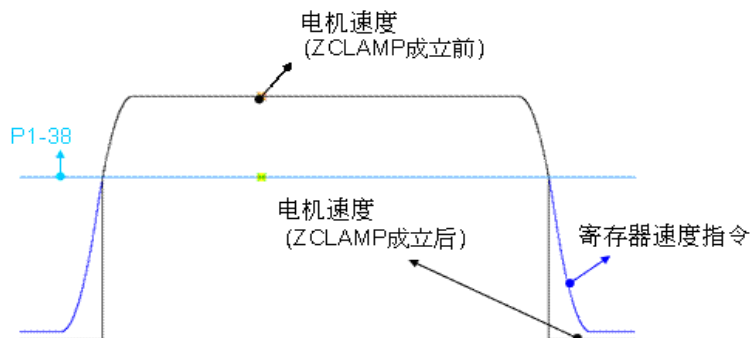 电机速度
(ZCLAMP成立前)
P1-38
电机速度
(ZCLAMP成立后)
寄存器速度指令